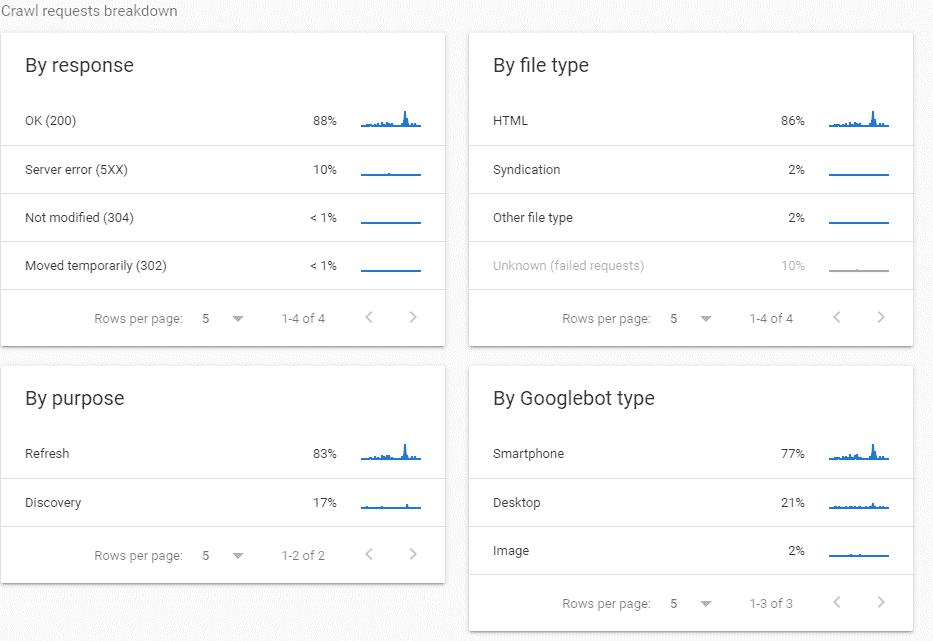 Crawl requests breakdown
By response
OK (200) 88%
Server error (5XX) 10%
Not modified (304) < 1%
Moved temporarily (302) < 1%
Rows per page: 5 1-4 of 4
By file type
HTML 86%
Syndication 2%
Other file type 2%
Unknown (failed requests) 10%
Rows per page: 5 1-4 of 4
By purpose
Refresh 83%
Discovery 17%
Rows per page: 5 1-2 of 2
By Googlebot type
Smartphone 77%
Desktop 21%
Image 2%
Rows per page: 5 1-3 of 3